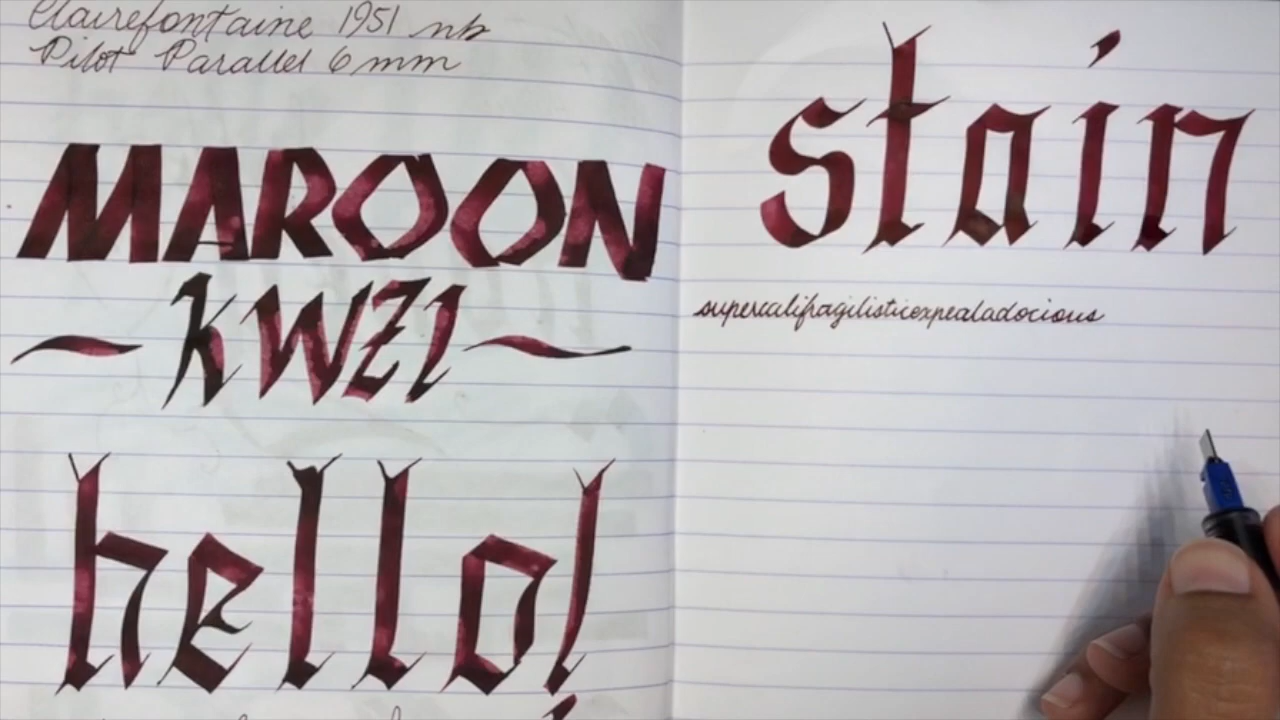 Clairefontaine 1951 nb
Pilot Parallel 6mm
MAROON
~ KWZI ~
hello!
stain
supercalifragilisticexpealadocious